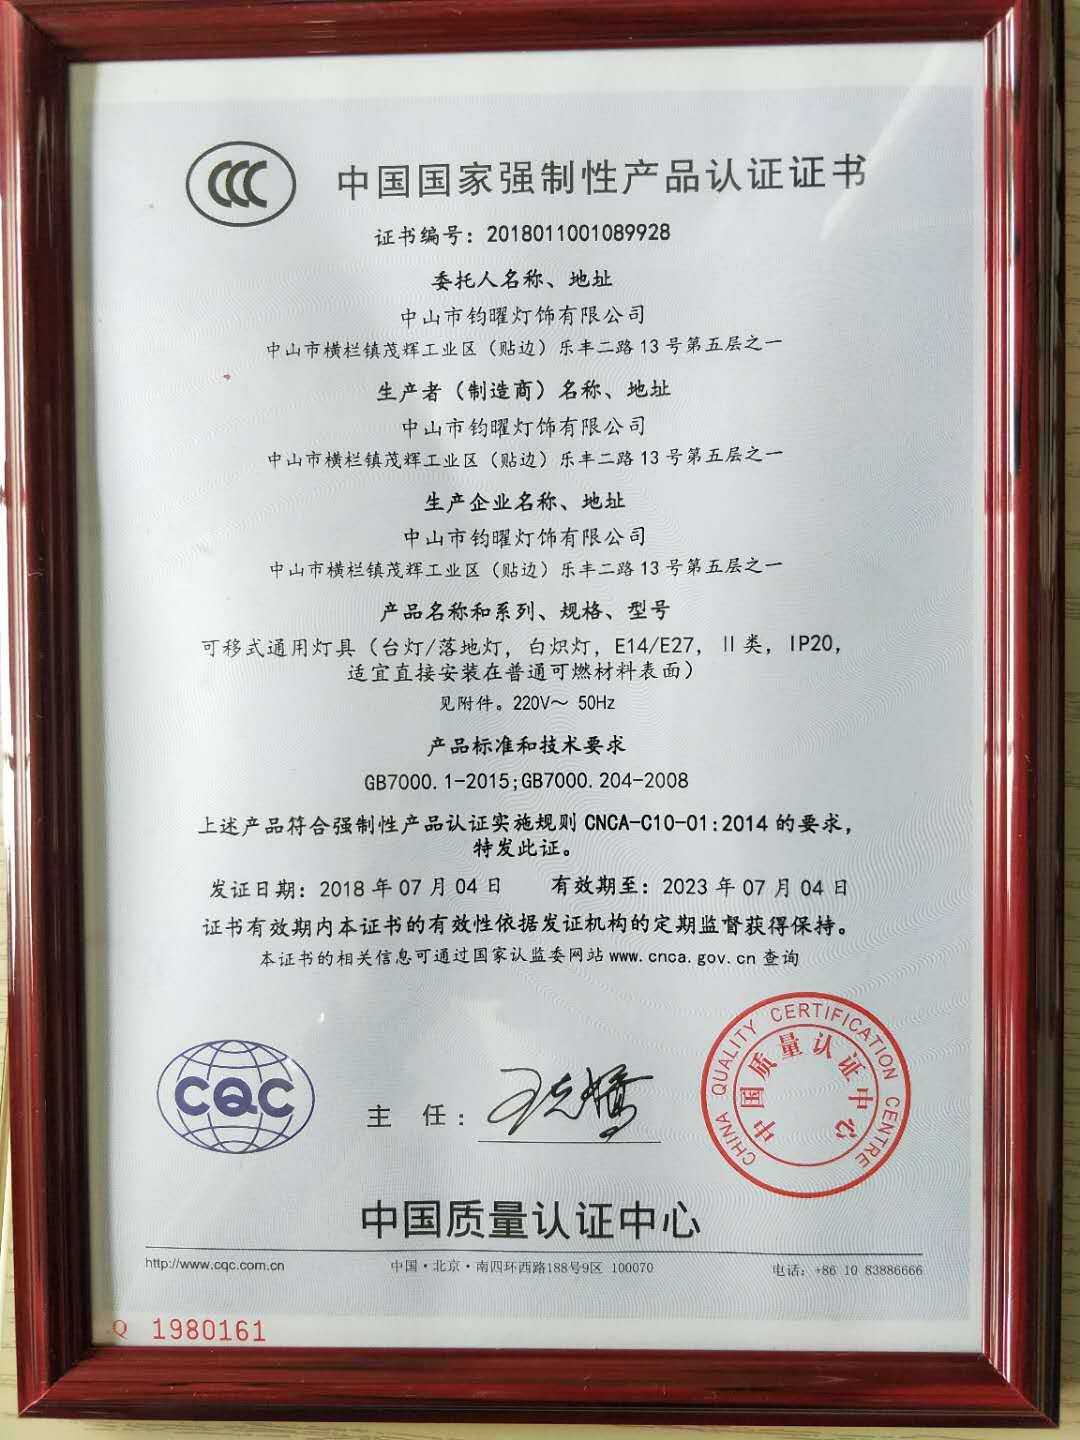 CCC
中国国家强制性产品认证证书
证书编号：2018011001089928
委托人名称、地址
中山市钧曜灯饰有限公司
中山市横栏镇茂辉工业区（贴边）乐丰二路 13 号第五层之一
生产者（制造商）名称、地址
中山市钧曜灯饰有限公司
中山市横栏镇茂辉工业区（贴边）乐丰二路 13 号第五层之一
生产企业名称、地址
中山市钧曜灯饰有限公司
中山市横栏镇茂辉工业区（贴边）乐丰二路 13 号第五层之一
产品名称和系列、规格、型号
可移式通用灯具（台灯/落地灯，白炽灯，E14/E27，II 类，IP20，
适宜直接安装在普通可燃材料表面）
见附件。220V～ 50Hz
产品标准和技术要求
GB7000.1-2015;GB7000.204-2008
上述产品符合强制性产品认证实施规则 CNCA-C10-01:2014 的要求，
特发此证。
发证日期：2018 年 07 月 04 日 有效期至：2023 年 07 月 04 日
证书有效期内本证书的有效性依据发证机构的定期监督获得保持。
本证书的相关信息可通过国家认监委网站 www.cnca.gov.cn 查询
CQC
主 任：
CHINA QUALITY CERTIFICATION CENTRE
中国质量认证中心
中国质量认证中心
http://www.cqc.com.cn 中国·北京·南四环西路188号9区 100070 电话：+86 10 83886666
Q 1980161